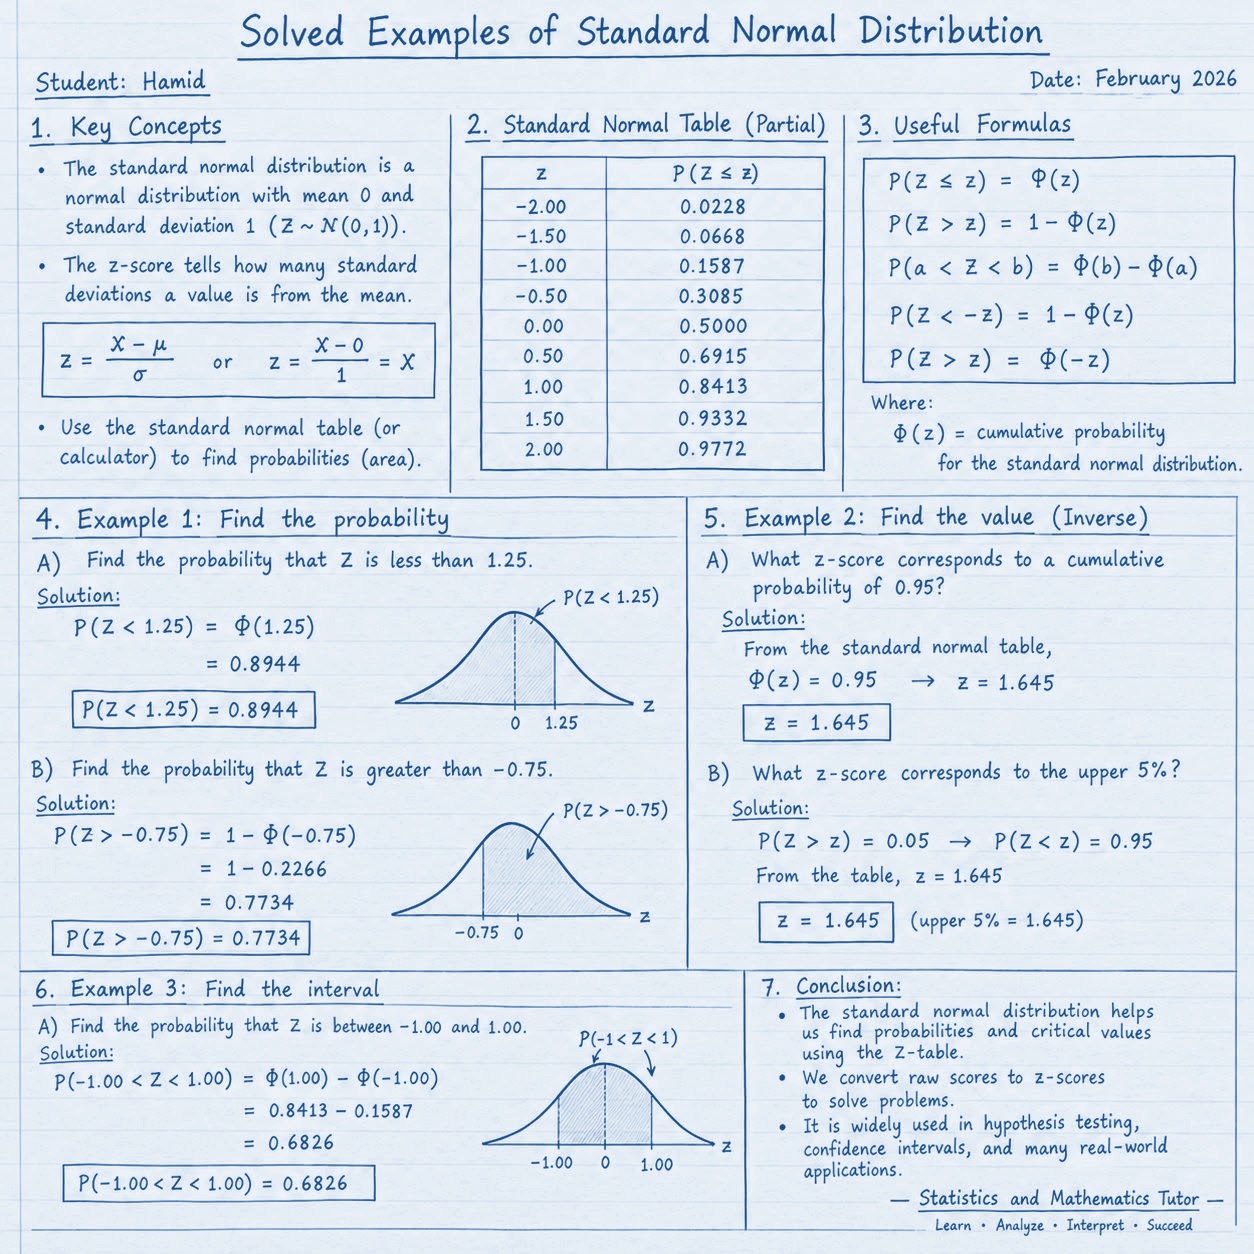 Solved Examples of Standard Normal Distribution
Student: Hamid
Date: February 2026
1. Key Concepts
• The standard normal distribution is a
normal distribution with mean 0 and
standard deviation 1 (Z ~ N(0,1)).
• The z-score tells how many standard
deviations a value is from the mean.
z = (X − μ)/σ or z = (X − 0)/1 = X
• Use the standard normal table (or
calculator) to find probabilities (area).
2. Standard Normal Table (Partial)
z P(Z ≤ z)
−2.00 0.0228
−1.50 0.0668
−1.00 0.1587
−0.50 0.3085
0.00 0.5000
0.50 0.6915
1.00 0.8413
1.50 0.9332
2.00 0.9772
3. Useful Formulas
P(Z ≤ z) = Φ(z)
P(Z > z) = 1 − Φ(z)
P(a < Z < b) = Φ(b) − Φ(a)
P(Z < −z) = 1 − Φ(z)
P(Z > z) = Φ(−z)
Where:
Φ(z) = cumulative probability
for the standard normal distribution.
4. Example 1: Find the probability
A) Find the probability that Z is less than 1.25.
Solution:
P(Z < 1.25) = Φ(1.25)
= 0.8944
P(Z < 1.25) = 0.8944
P(Z < 1.25)
0 1.25 Z
B) Find the probability that Z is greater than −0.75.
Solution:
P(Z > −0.75) = 1 − Φ(−0.75)
= 1 − 0.2266
= 0.7734
P(Z > −0.75) = 0.7734
P(Z > −0.75)
−0.75 0 Z
5. Example 2: Find the value (Inverse)
A) What z-score corresponds to a cumulative
probability of 0.95?
Solution:
From the standard normal table,
Φ(z) = 0.95 → z = 1.645
z = 1.645
B) What z-score corresponds to the upper 5%?
Solution:
P(Z > z) = 0.05 → P(Z < z) = 0.95
From the table, z = 1.645
z = 1.645 (upper 5% = 1.645)
6. Example 3: Find the interval
A) Find the probability that Z is between −1.00 and 1.00.
Solution:
P(−1.00 < Z < 1.00) = Φ(1.00) − Φ(−1.00)
= 0.8413 − 0.1587
= 0.6826
P(−1.00 < Z < 1.00) = 0.6826
P(−1 < Z < 1)
−1.00 0 1.00 Z
7. Conclusion:
• The standard normal distribution helps
us find probabilities and critical values
using the Z-table.
• We convert raw scores to z-scores
to solve problems.
• It is widely used in hypothesis testing,
confidence intervals, and many real-world
applications.
— Statistics and Mathematics Tutor —
Learn • Analyze • Interpret • Succeed